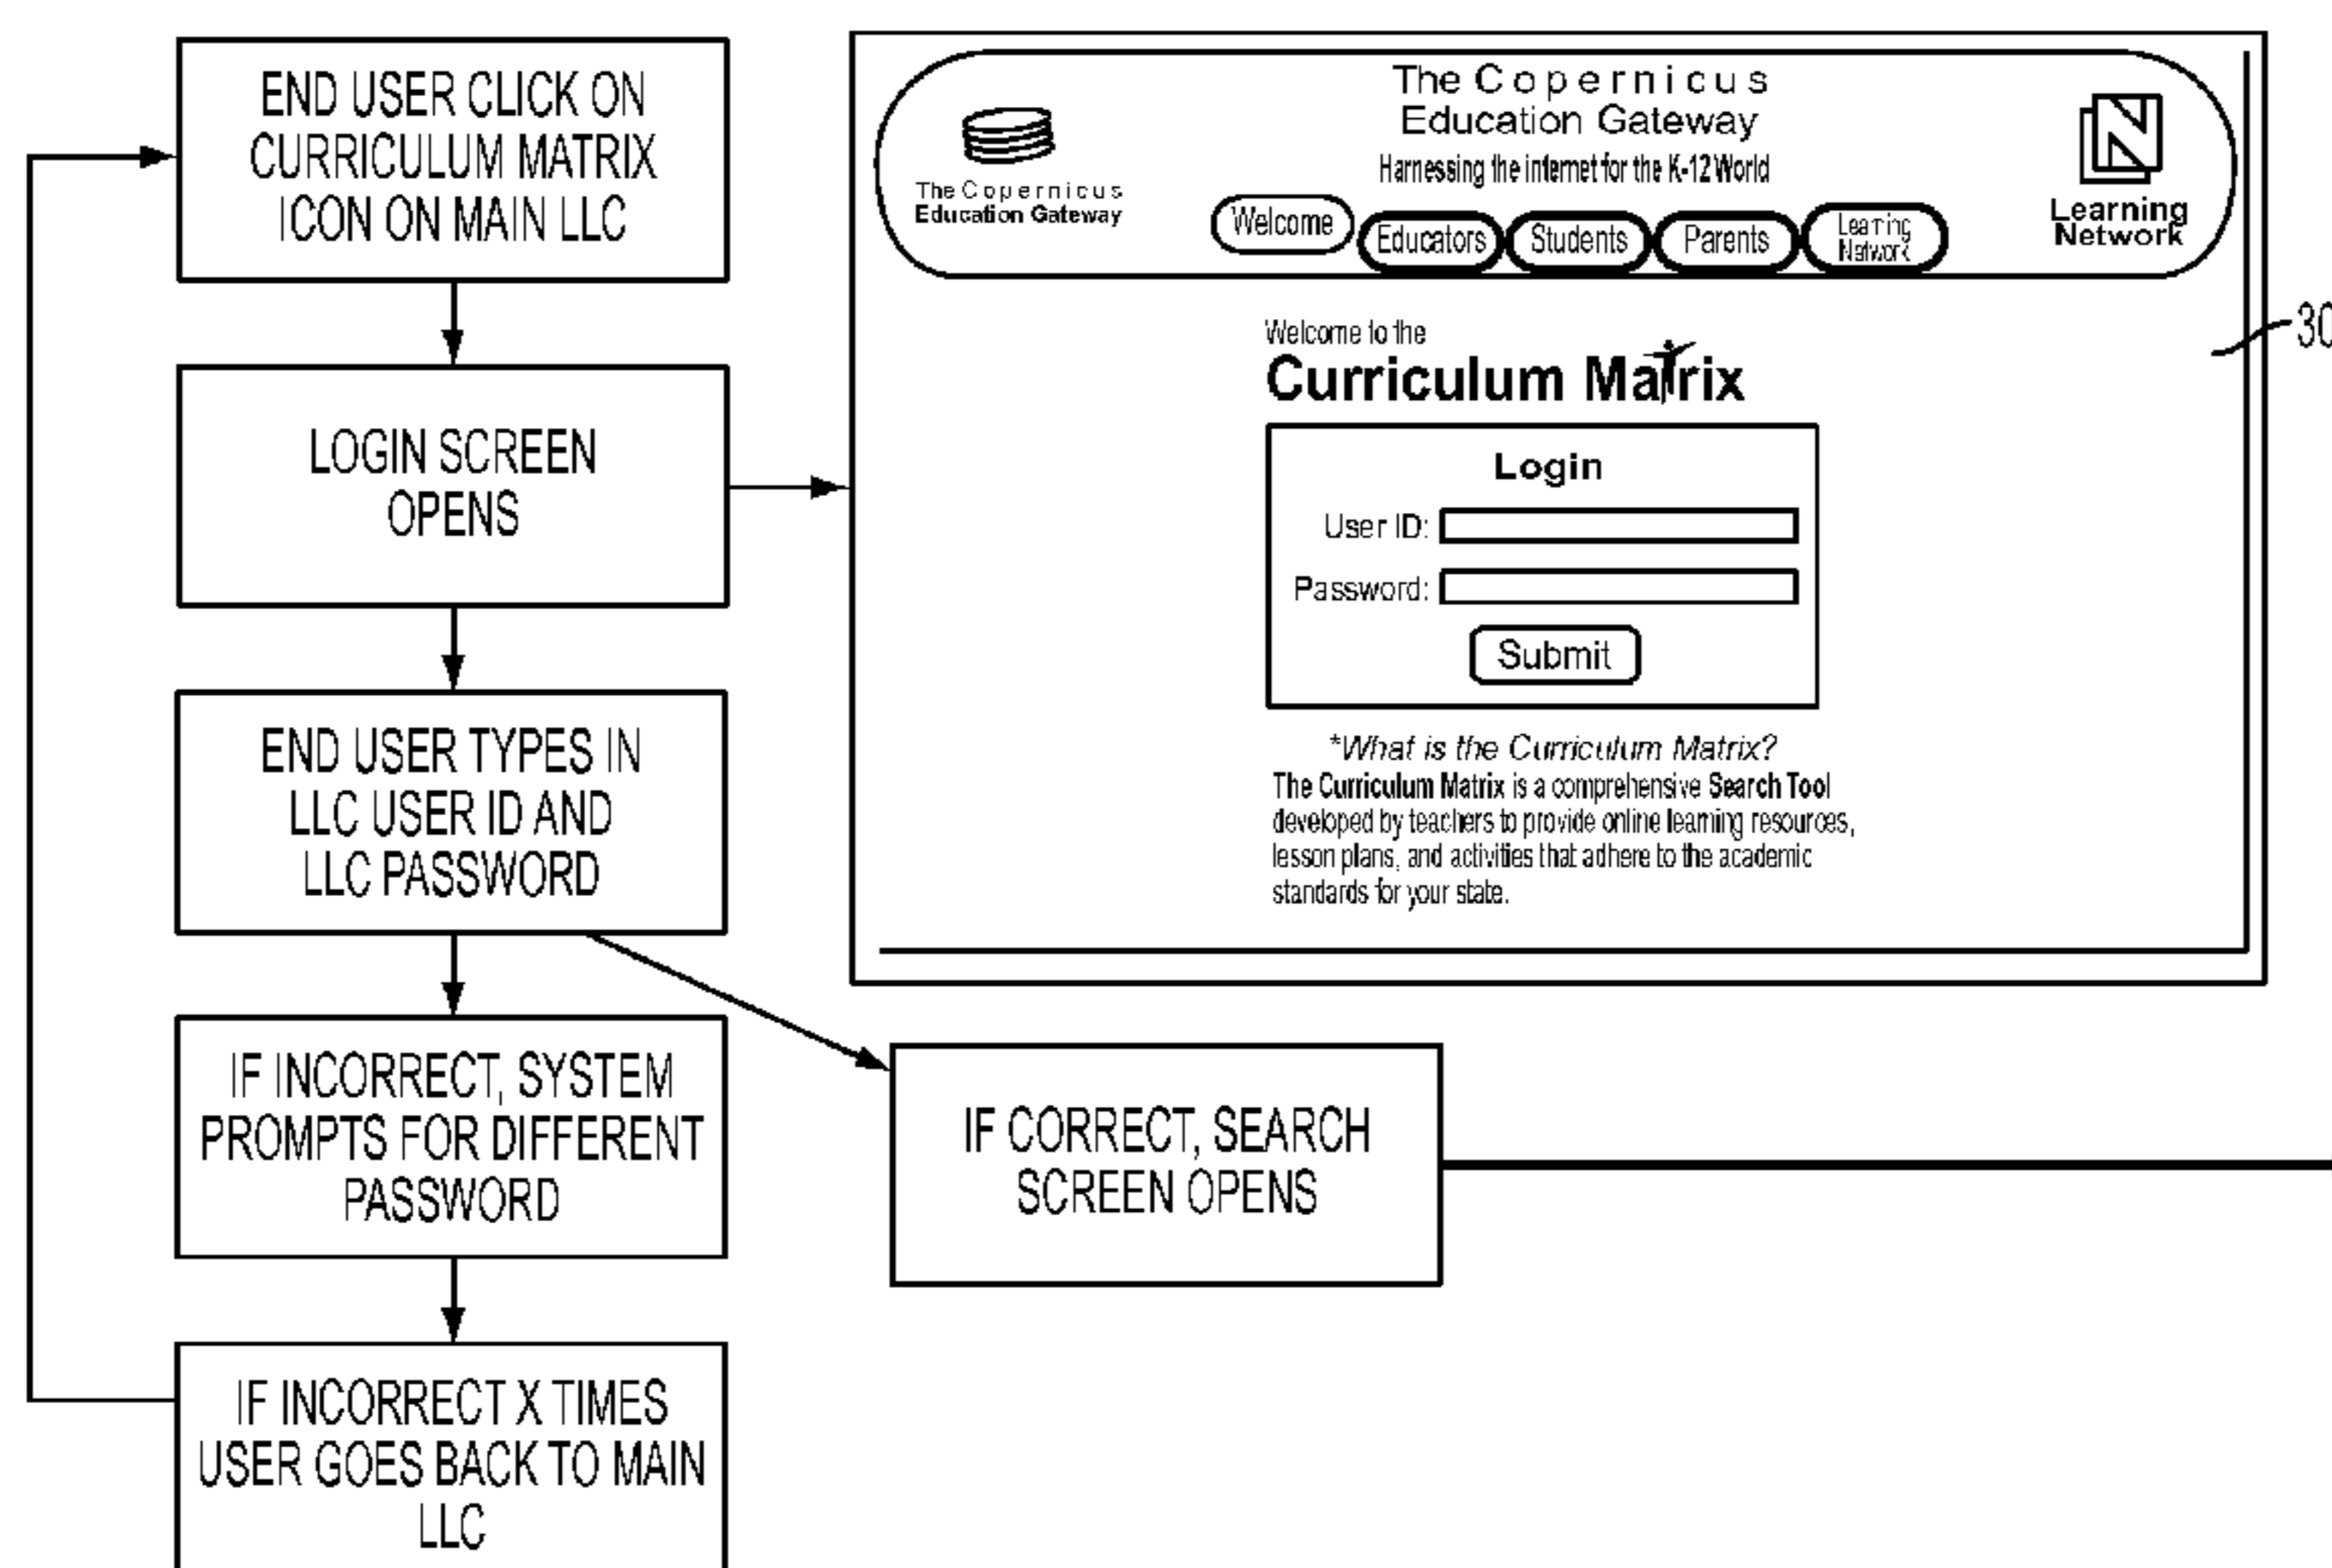 END USER CLICK ON
CURRICULUM MATRIX
ICON ON MAIN LLC
LOGIN SCREEN
OPENS
END USER TYPES IN
LLC USER ID AND
LLC PASSWORD
IF INCORRECT, SYSTEM
PROMPTS FOR DIFFERENT
PASSWORD
IF INCORRECT X TIMES
USER GOES BACK TO MAIN
LLC
IF CORRECT, SEARCH
SCREEN OPENS
The Copernicus
Education Gateway
The Copernicus
Education Gateway
Harnessing the internet for the K-12 World
Welcome
Educators
Students
Parents
Learning
Network
Learning
Network
30
Welcome to the
Curriculum Matrix
Login
User ID:
Password:
Submit
*What is the Curriculum Matrix?
The Curriculum Matrix is a comprehensive Search Tool
developed by teachers to provide online learning resources,
lesson plans, and activities that adhere to the academic
standards for your state.